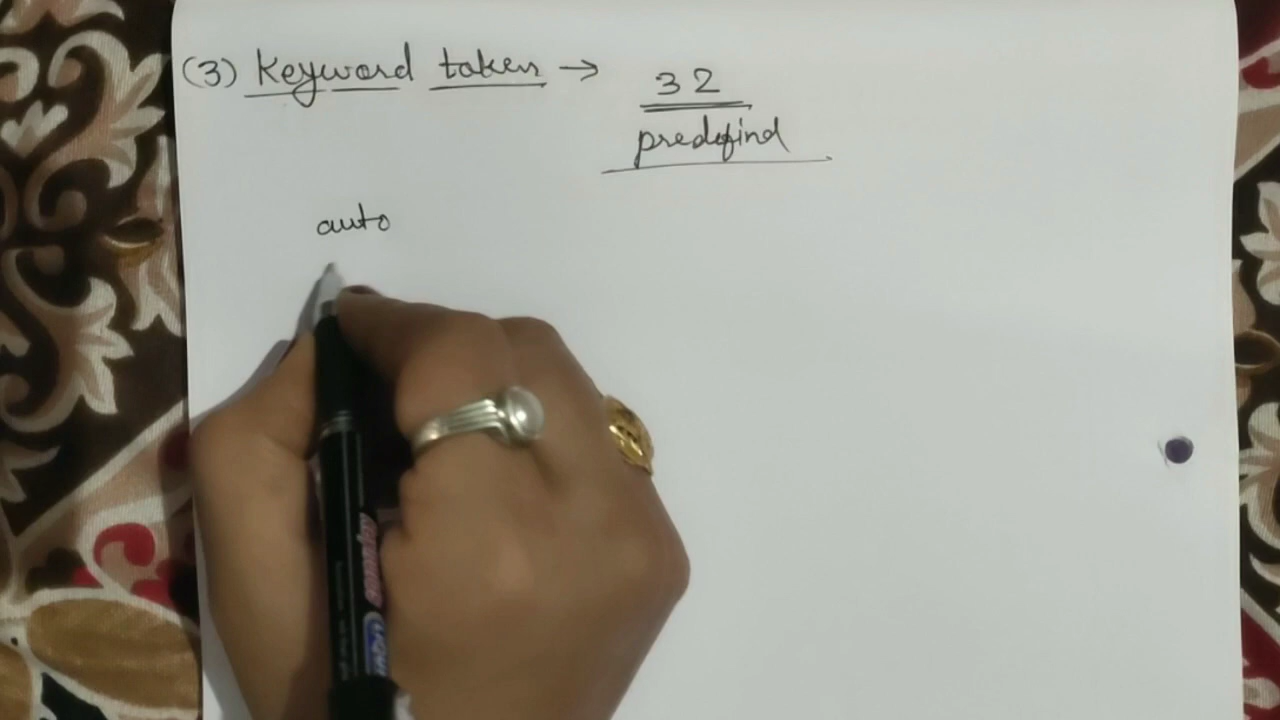 (3) Keyword token →
32
predefind
auto